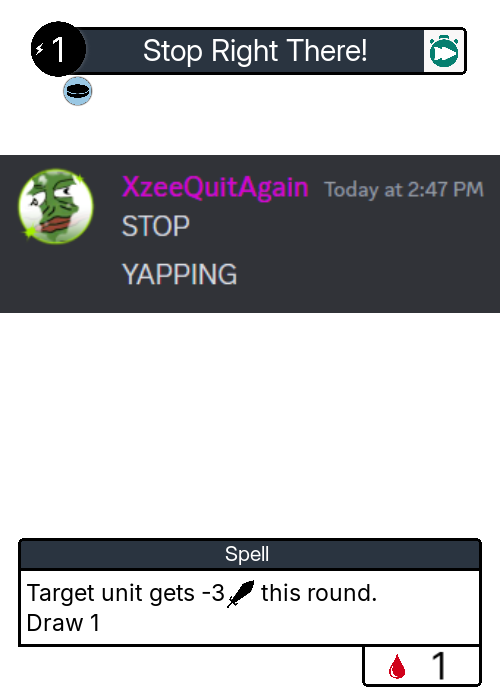 1 Stop Right There!
XzeeQuitAgain Today at 2:47 PM
STOP
YAPPING
Spell
Target unit gets -3 this round.
Draw 1
1